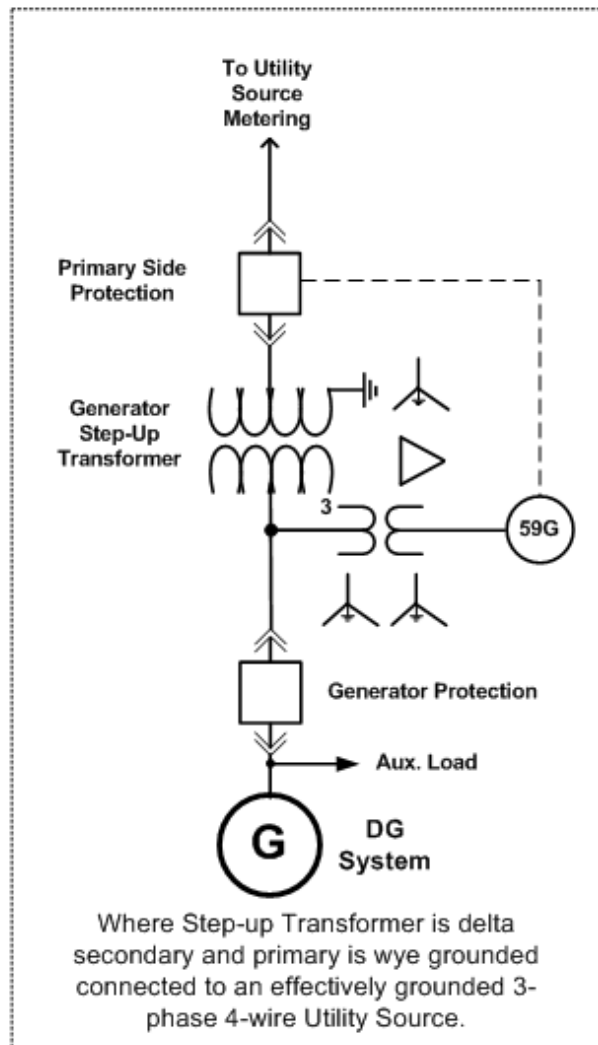 To Utility
Source
Metering
Primary Side
Protection
Generator
Step-Up
Transformer
3
59G
Generator Protection
Aux. Load
G
DG
System
Where Step-up Transformer is delta
secondary and primary is wye grounded
connected to an effectively grounded 3-
phase 4-wire Utility Source.